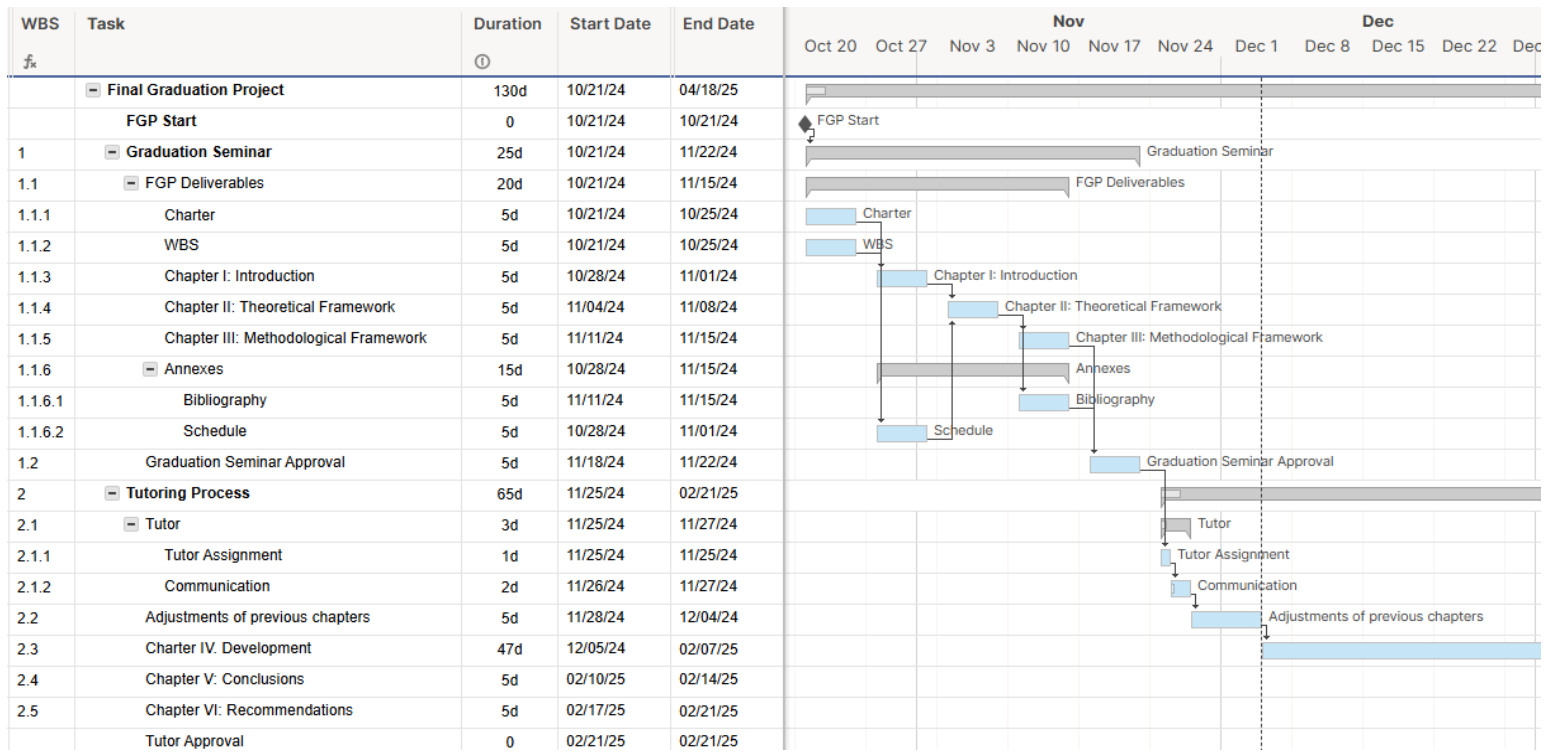 WBS Task Duration Start Date End Date Nov Dec
Oct 20 Oct 27 Nov 3 Nov 10 Nov 17 Nov 24 Dec 1 Dec 8 Dec 15 Dec 22 Dec
fx
Final Graduation Project 130d 10/21/24 04/18/25
FGP Start 0 10/21/24 10/21/24 FGP Start
1 Graduation Seminar 25d 10/21/24 11/22/24 Graduation Seminar
1.1 FGP Deliverables 20d 10/21/24 11/15/24 FGP Deliverables
1.1.1 Charter 5d 10/21/24 10/25/24 Charter
1.1.2 WBS 5d 10/21/24 10/25/24 WBS
1.1.3 Chapter I: Introduction 5d 10/28/24 11/01/24 Chapter I: Introduction
1.1.4 Chapter II: Theoretical Framework 5d 11/04/24 11/08/24 Chapter II: Theoretical Framework
1.1.5 Chapter III: Methodological Framework 5d 11/11/24 11/15/24 Chapter III: Methodological Framework
1.1.6 Annexes 15d 10/28/24 11/15/24 Annexes
1.1.6.1 Bibliography 5d 11/11/24 11/15/24 Bibliography
1.1.6.2 Schedule 5d 10/28/24 11/01/24 Schedule
1.2 Graduation Seminar Approval 5d 11/18/24 11/22/24 Graduation Seminar Approval
2 Tutoring Process 65d 11/25/24 02/21/25
2.1 Tutor 3d 11/25/24 11/27/24 Tutor
2.1.1 Tutor Assignment 1d 11/25/24 11/25/24 Tutor Assignment
2.1.2 Communication 2d 11/26/24 11/27/24 Communication
2.2 Adjustments of previous chapters 5d 11/28/24 12/04/24 Adjustments of previous chapters
2.3 Charter IV. Development 47d 12/05/24 02/07/25
2.4 Chapter V: Conclusions 5d 02/10/25 02/14/25
2.5 Chapter VI: Recommendations 5d 02/17/25 02/21/25
Tutor Approval 0 02/21/25 02/21/25